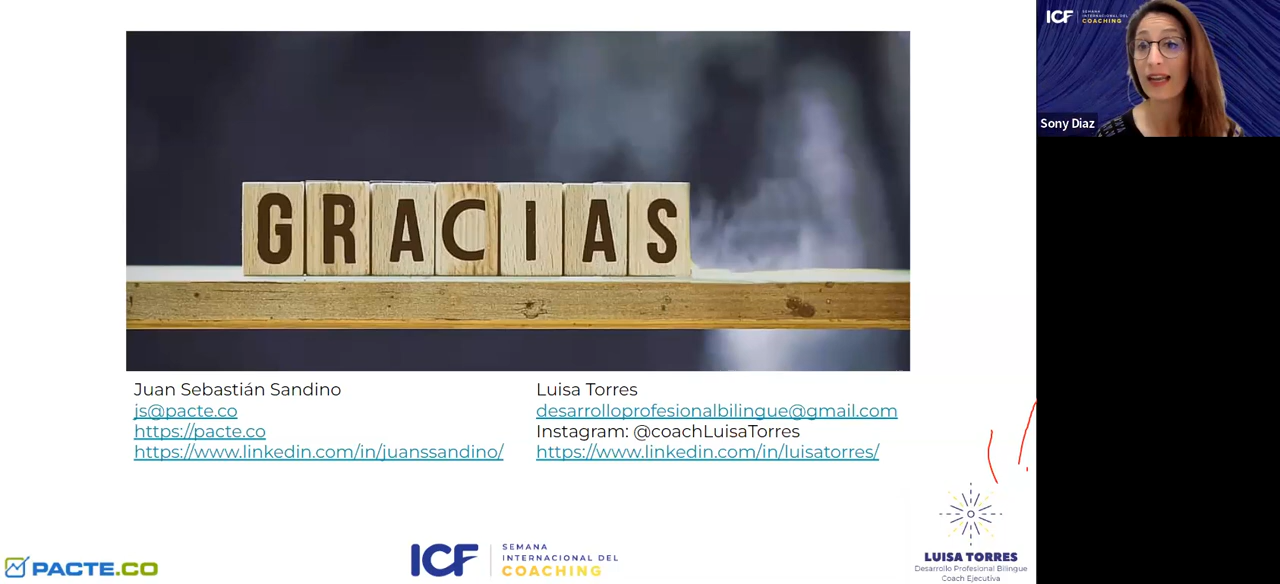 GRACIAS
Juan Sebastián Sandino
js@pacte.co
https://pacte.co
https://www.linkedin.com/in/juanssandino/
Luisa Torres
desarrolloprofesionalbilingue@gmail.com
Instagram: @coachLuisaTorres
https://www.linkedin.com/in/luisatorres/
PACTE.CO
ICF
SEMANA
INTERNACIONAL DEL
COACHING
LUISA TORRES
Desarrollo Profesional Bilingue
Coach Ejecutiva
ICF
SEMANA
INTERNACIONAL DEL
COACHING
Sony Diaz